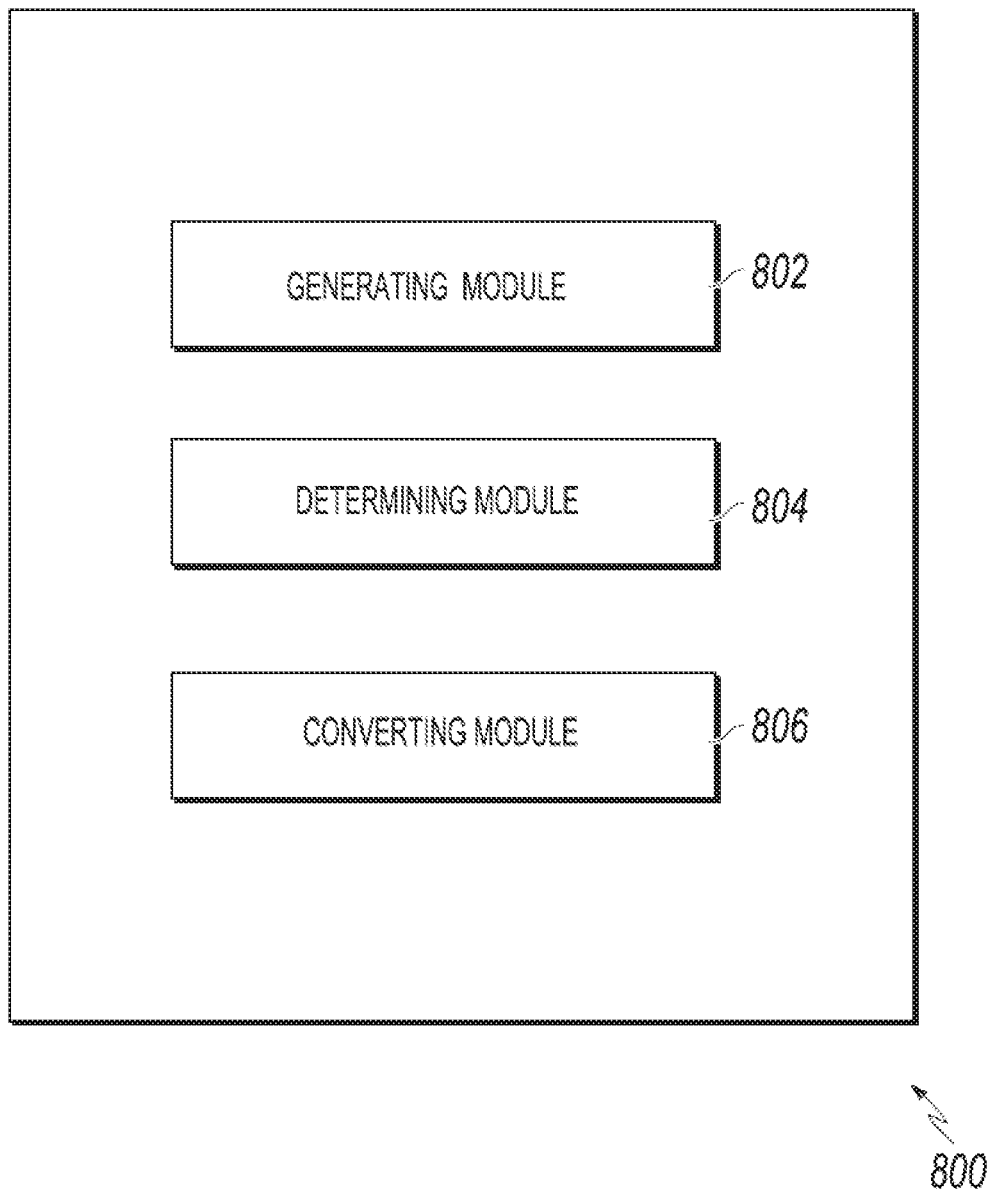 GENERATING MODULE
802
DETERMINING MODULE
804
CONVERTING MODULE
806
800